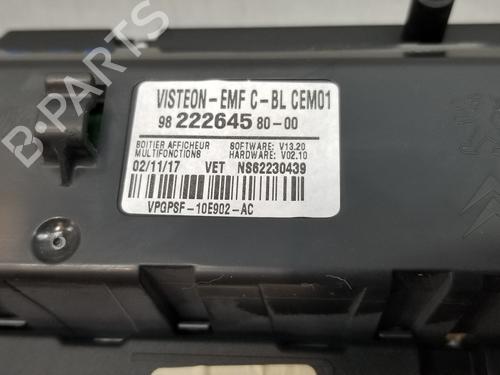 B-PARTS
VISTEON-EMF C-BL CEM01
98 222645 80-00
BOITIER AFFICHEUR SOFTWARE: V13.20
MULTIFONCTIONS HARDWARE: V02.10
02/11/17 VET NS62230439
VPGPSF-10E902-AC